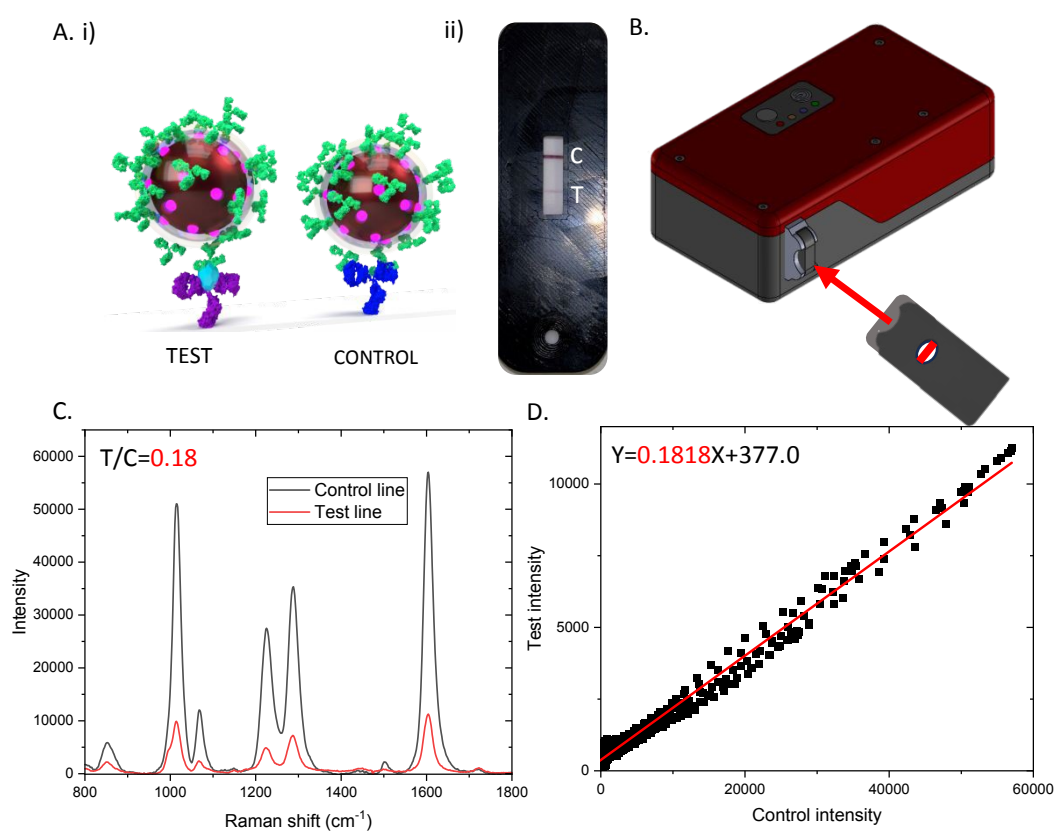 A. i)
ii)
B.
TEST
CONTROL
C
T
C.
T/C=0.18
Control line
Test line
Intensity
60000
50000
40000
30000
20000
10000
0
800
1000
1200
1400
1600
1800
Raman shift (cm⁻¹)
D.
Y=0.1818X+377.0
Test intensity
10000
5000
0
0
20000
40000
60000
Control intensity